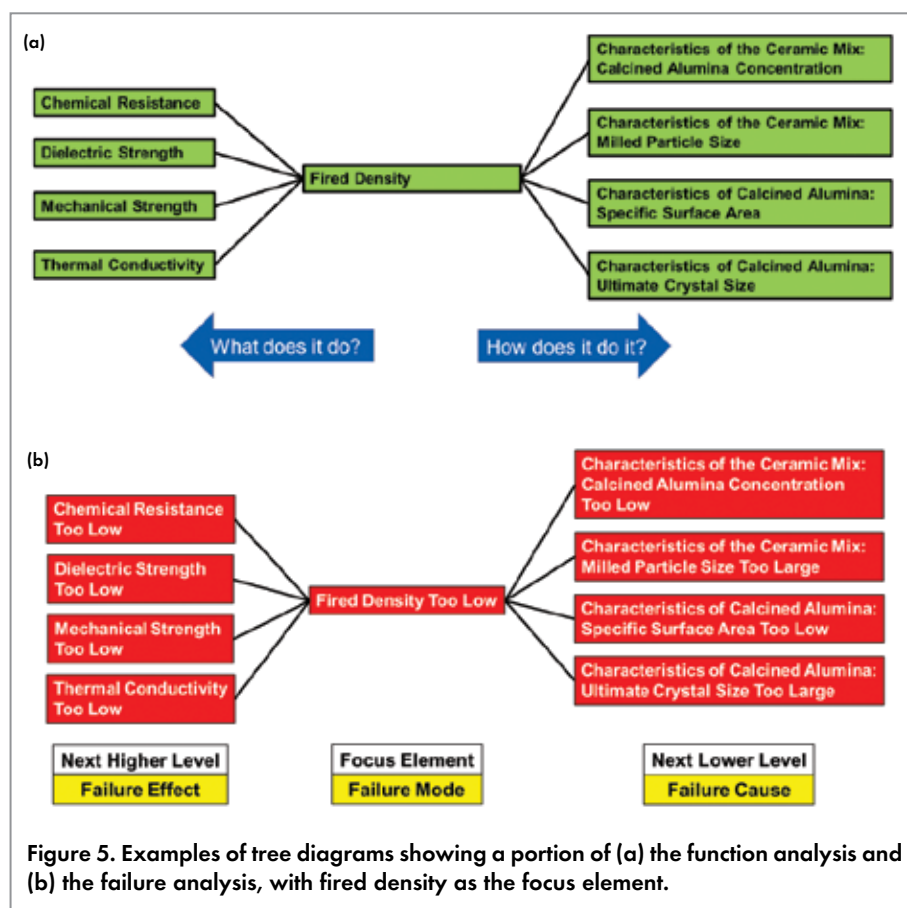 (a)
Chemical Resistance
Dielectric Strength
Mechanical Strength
Thermal Conductivity
Fired Density
Characteristics of the Ceramic Mix:
Calcined Alumina Concentration
Characteristics of the Ceramic Mix:
Milled Particle Size
Characteristics of Calcined Alumina:
Specific Surface Area
Characteristics of Calcined Alumina:
Ultimate Crystal Size
What does it do?
How does it do it?
(b)
Chemical Resistance
Too Low
Dielectric Strength
Too Low
Mechanical Strength
Too Low
Thermal Conductivity
Too Low
Fired Density Too Low
Characteristics of the Ceramic Mix:
Calcined Alumina Concentration
Too Low
Characteristics of the Ceramic Mix:
Milled Particle Size Too Large
Characteristics of Calcined Alumina:
Specific Surface Area Too Low
Characteristics of Calcined Alumina:
Ultimate Crystal Size Too Large
Next Higher Level
Failure Effect
Focus Element
Failure Mode
Next Lower Level
Failure Cause
Figure 5. Examples of tree diagrams showing a portion of (a) the function analysis and
(b) the failure analysis, with fired density as the focus element.